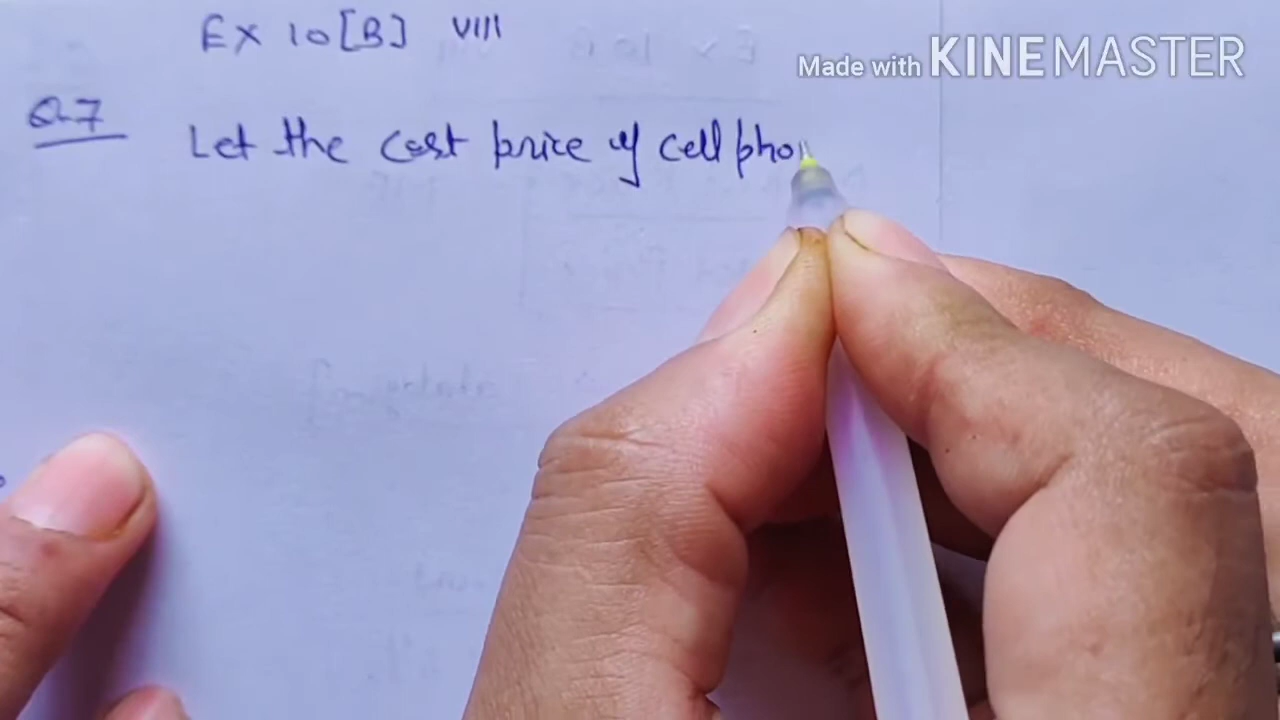 Ex 10[B] VIII
Made with KINEMASTER
Q-7
Let the cost price of cell pho